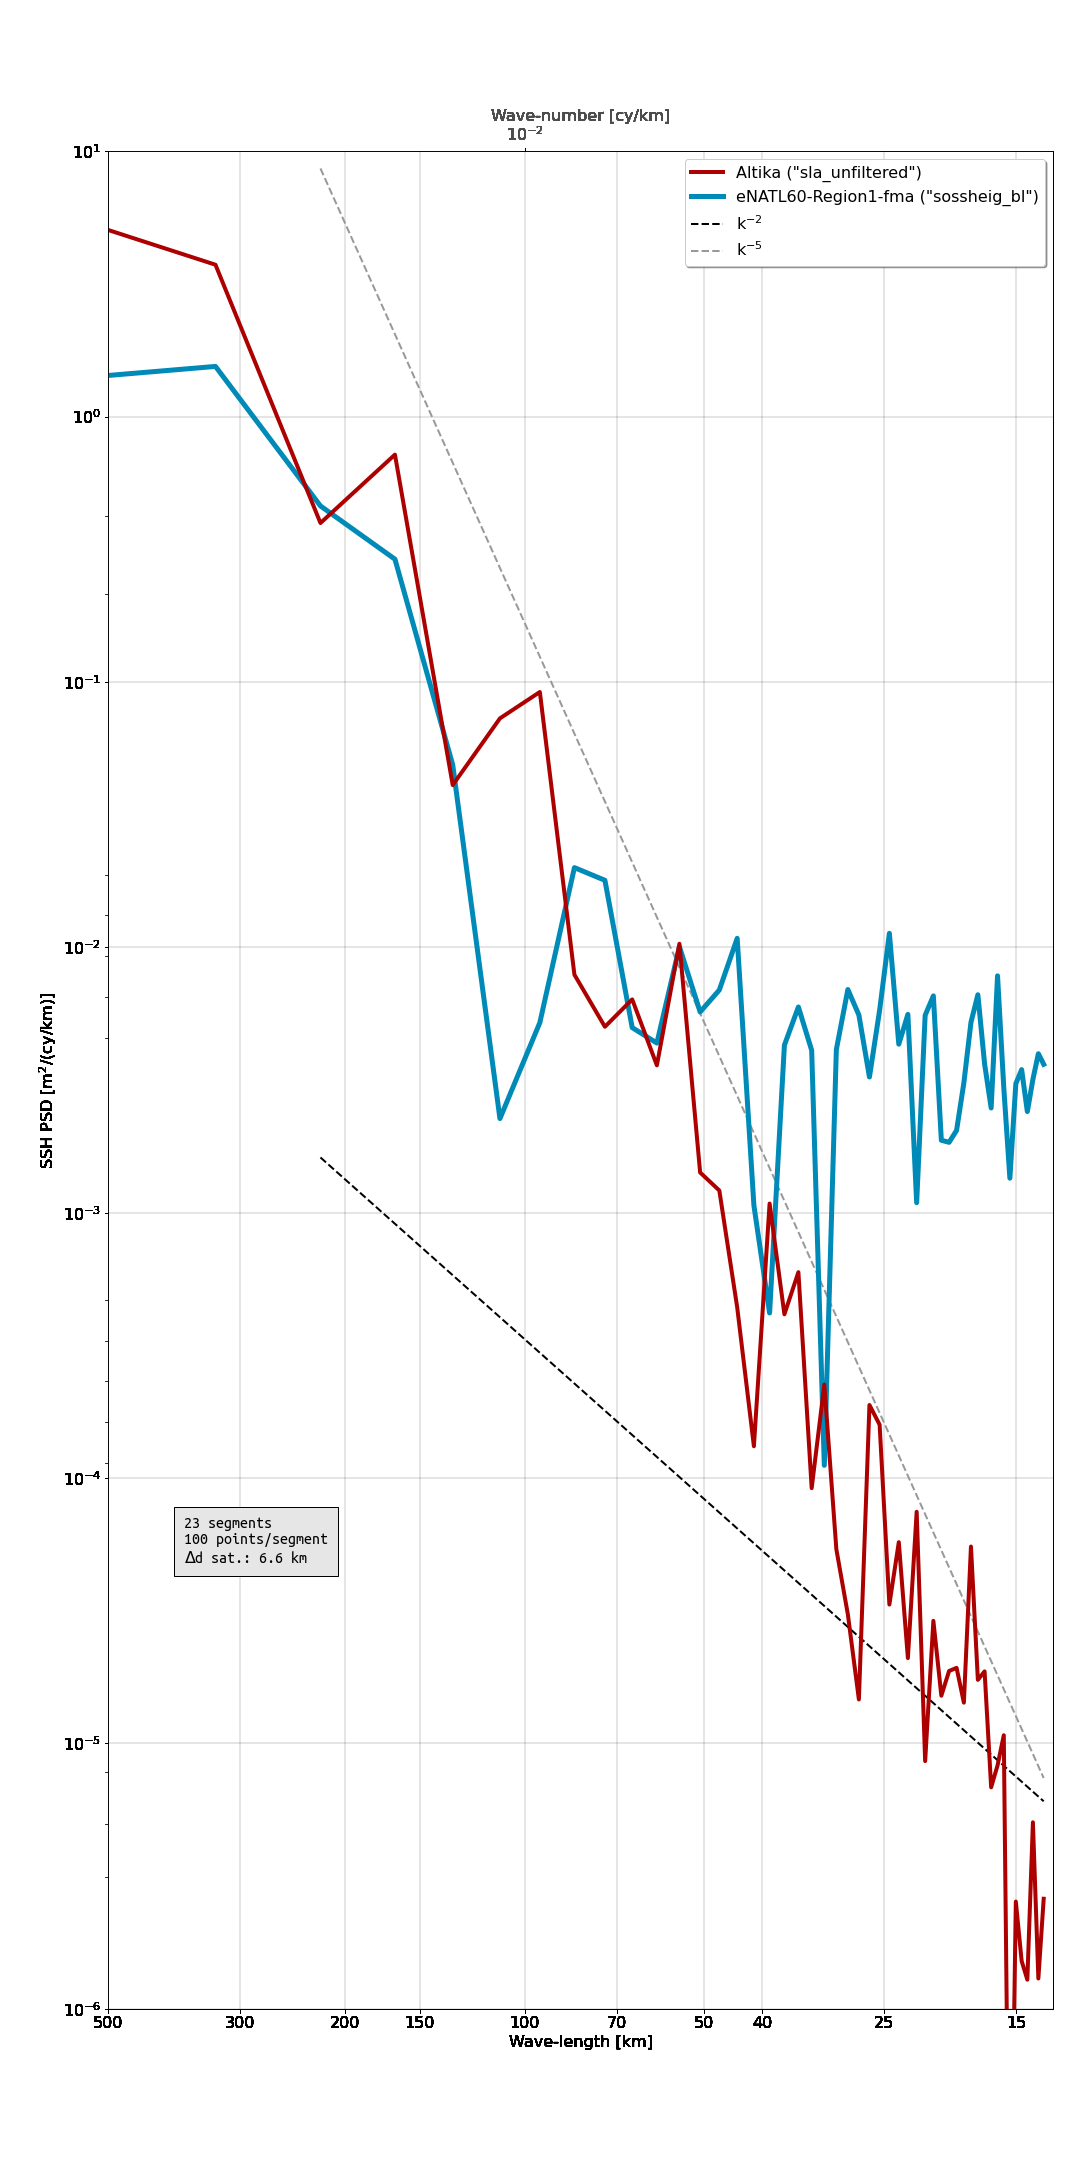 Wave-number [cy/km]
10⁻²
Altika ("sla_unfiltered")
eNATL60-Region1-fma ("sossheig_bl")
k⁻²
k⁻⁵
10¹
10⁰
10⁻¹
10⁻²
10⁻³
10⁻⁴
10⁻⁵
10⁻⁶
SSH PSD [m²/(cy/km)]
23 segments
100 points/segment
Δd sat.: 6.6 km
500 300 200 150 100 70 50 40 25 15
Wave-length [km]